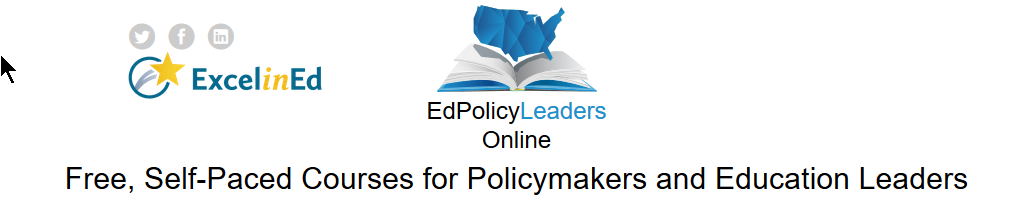 ExcelinEd
EdPolicyLeaders
Online
Free, Self-Paced Courses for Policymakers and Education Leaders